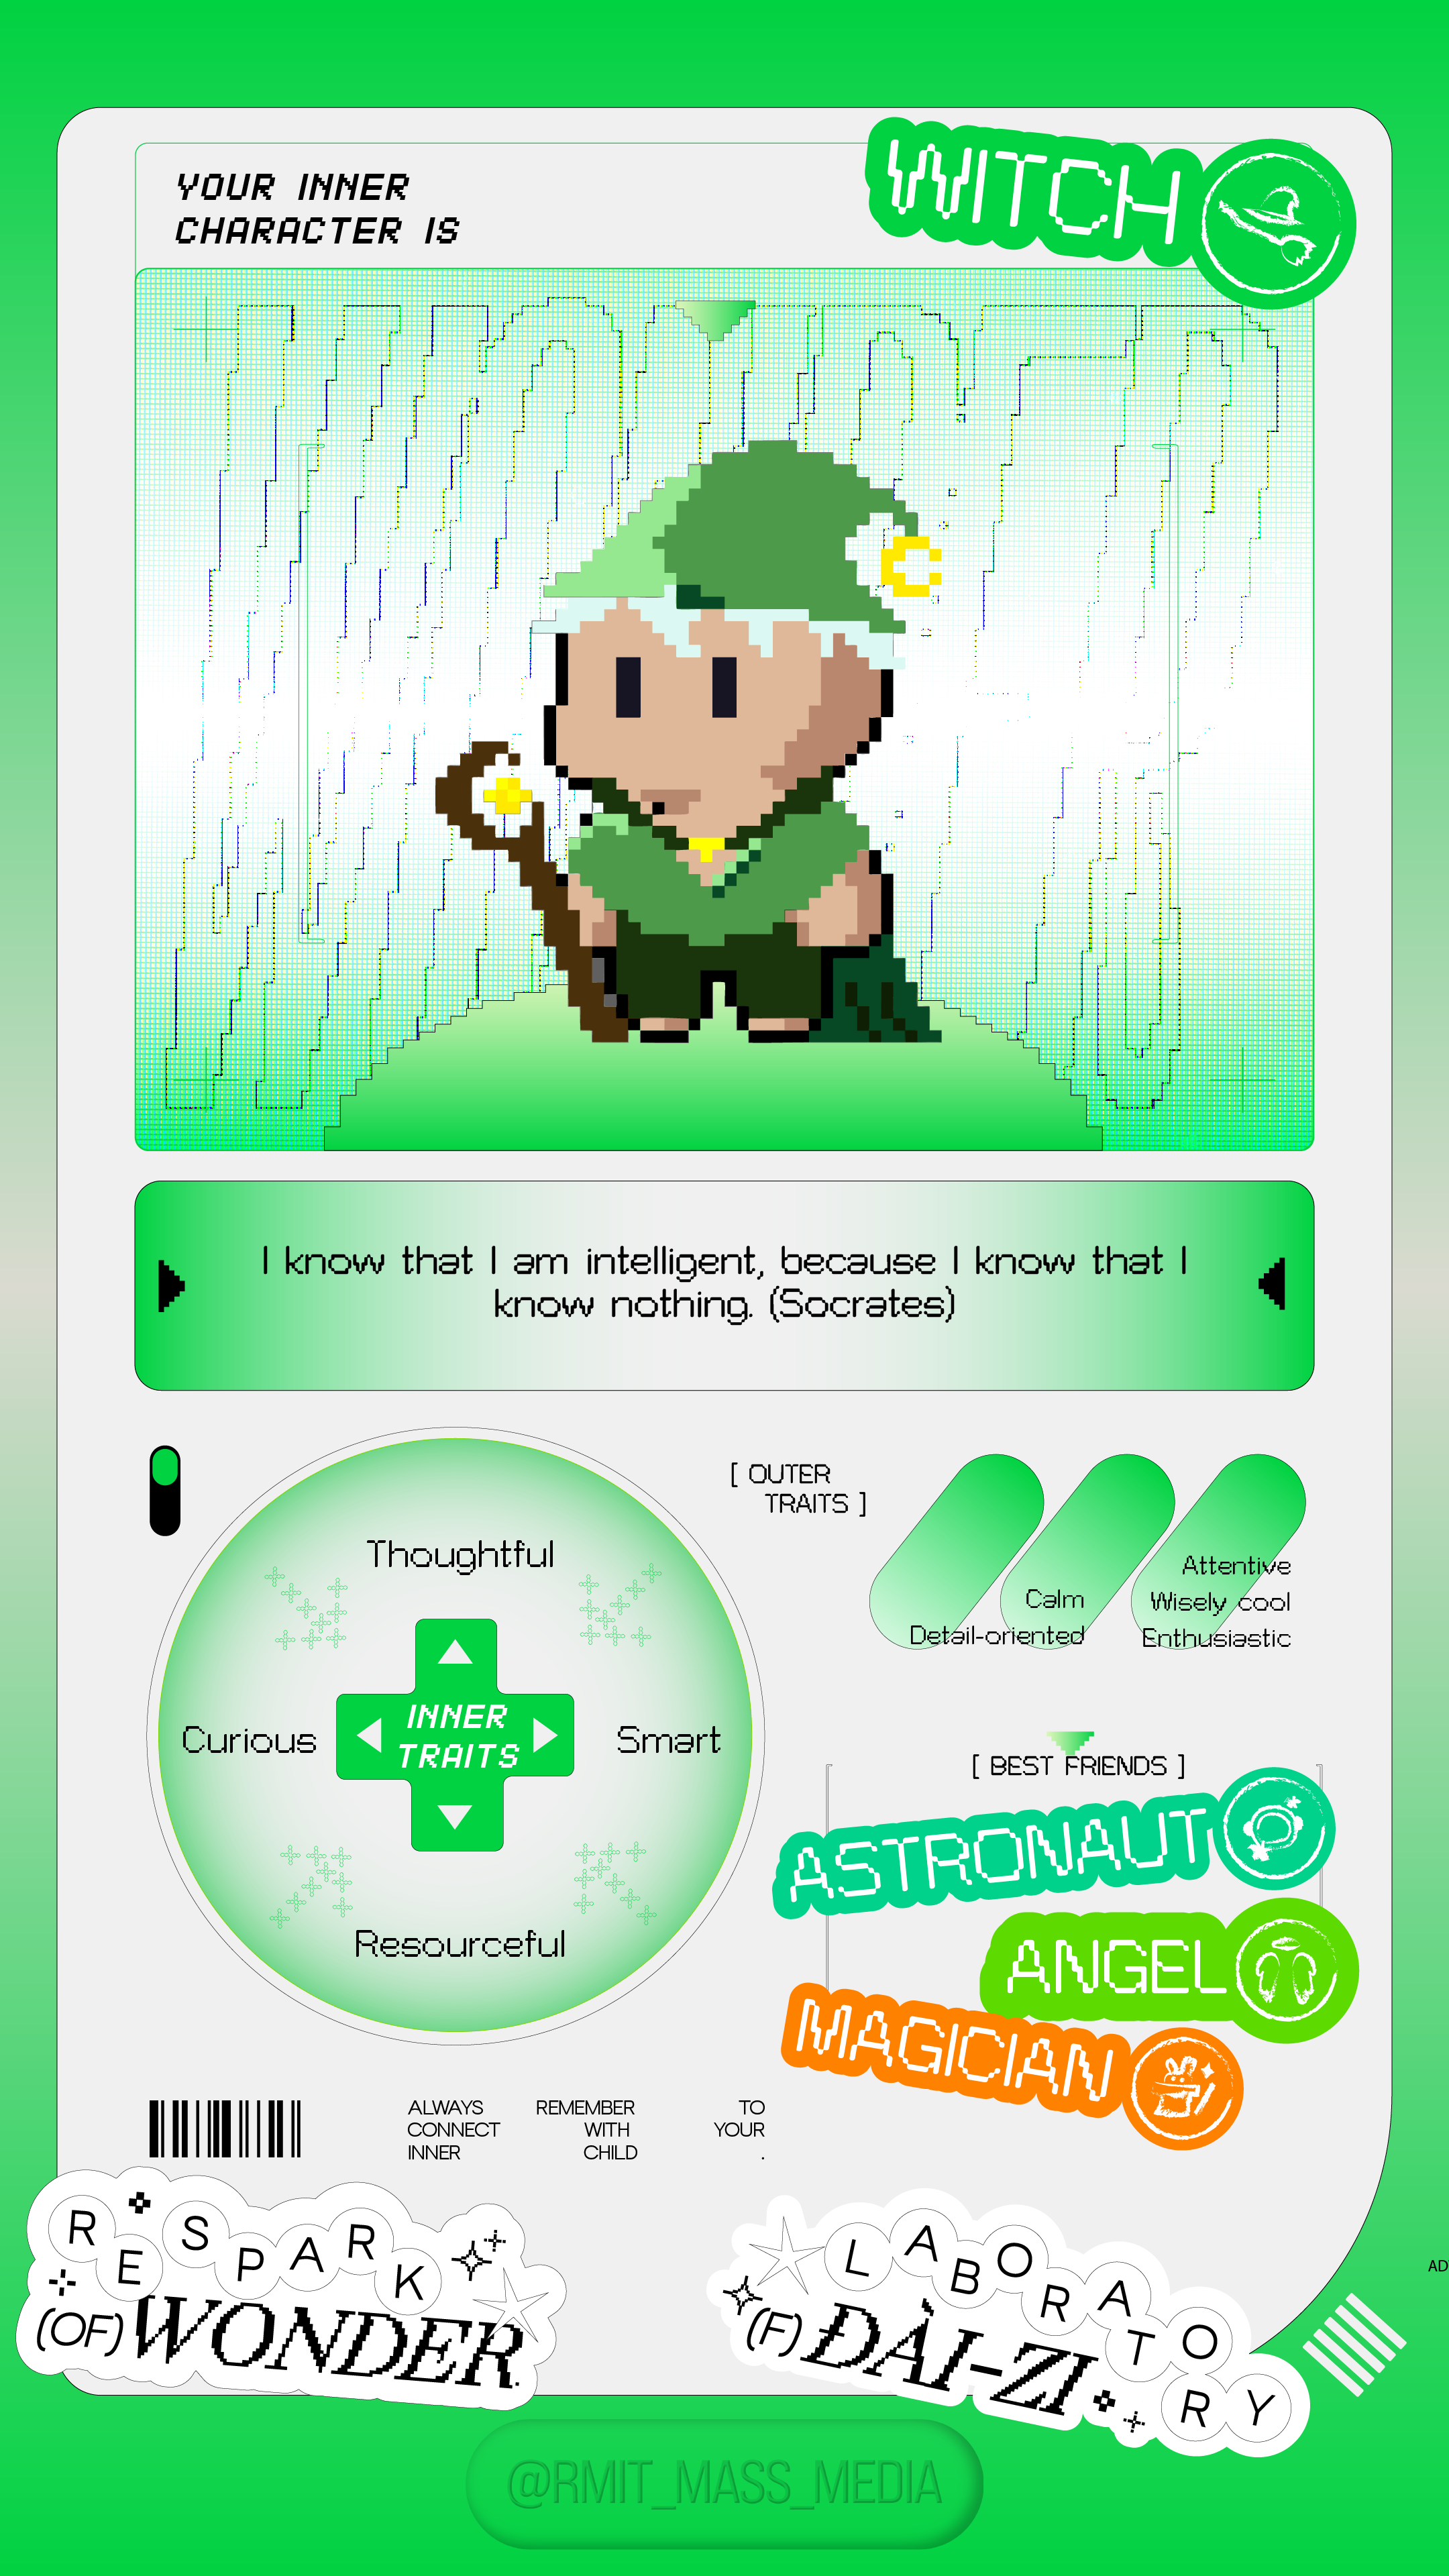 YOUR INNER
CHARACTER IS
WITCH
I know that I am intelligent, because I know that I
know nothing. (Socrates)
Thoughtful
Curious
INNER
TRAITS
Smart
Resourceful
[ OUTER
TRAITS ]
Calm
Detail-oriented
Attentive
Wisely cool
Enthusiastic
[ BEST FRIENDS ]
ASTRONAUT
ANGEL
MAGICIAN
ALWAYS REMEMBER TO
CONNECT WITH YOUR
INNER CHILD .
RESPARK
(OF) WONDER.
LABORATORY
(F) ĐÀI-ZI
AD
@RMIT_MASS_MEDIA